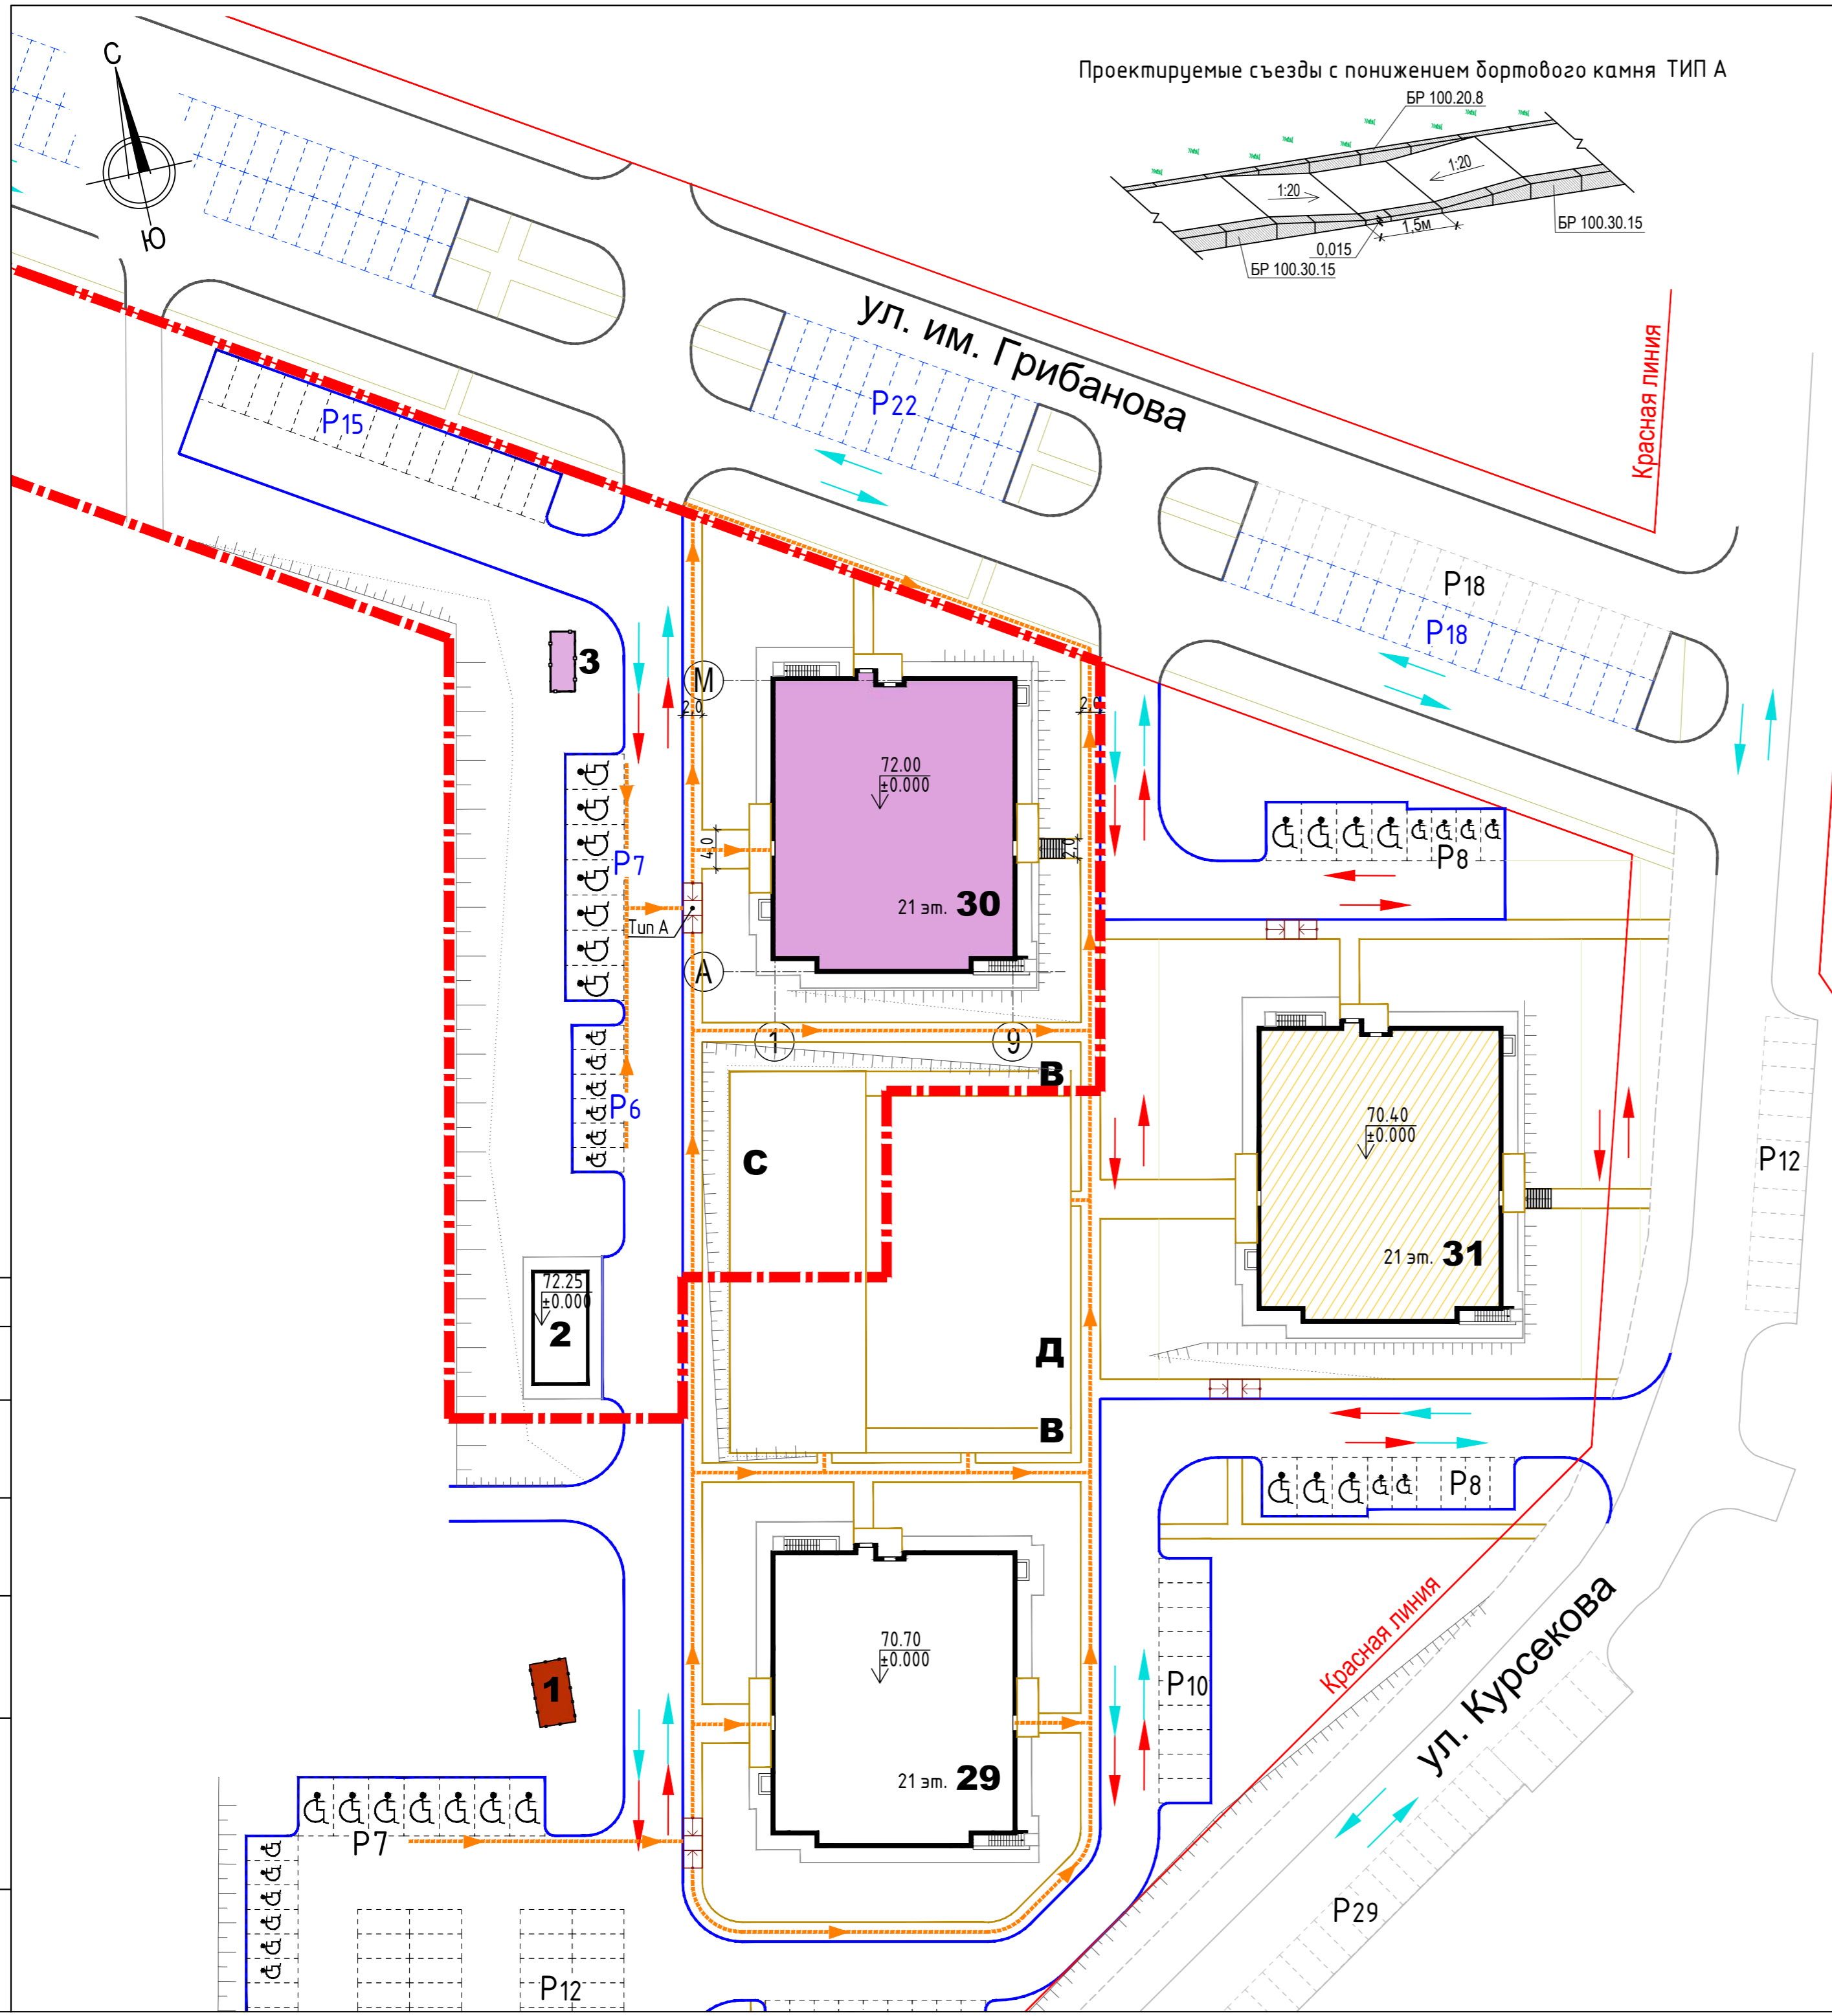 С
Ю
Проектируемые съезды с понижением бортового камня ТИП А
БР 100.20.8
1:20
1:20
1,5м
0,015
БР 100.30.15
БР 100.30.15
ул. им. Грибанова
Красная линия
Р15
Р22
Р18
Р18
3
М
2,0
2,0
72.00
±0.000
4,0
2,0
Р7
Р8
21 эт. 30
Тип А
А
1
9
В
Р6
С
70.40
±0.000
Р12
21 эт. 31
72.25
±0.000
2
Д
В
Р8
Красная линия
ул. Курсекова
70.70
±0.000
Р10
1
21 эт. 29
Р7
Р29
Р12